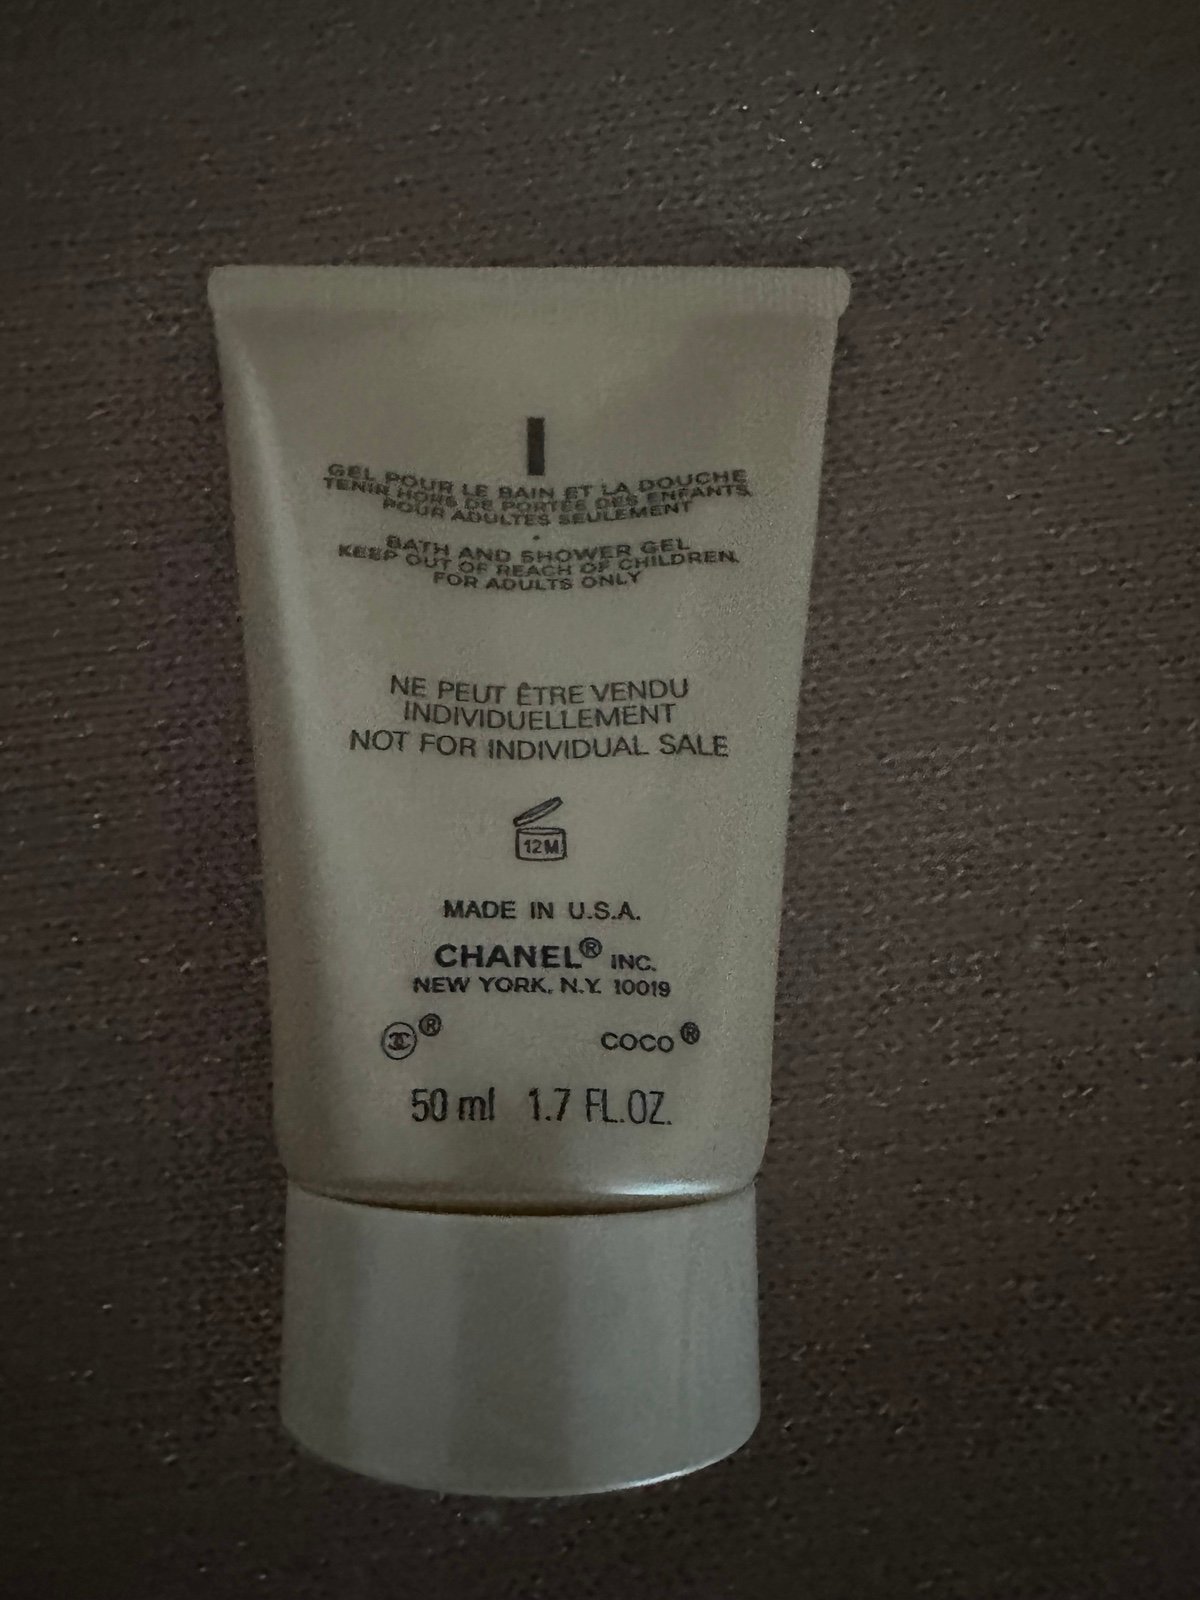 GEL POUR LE BAIN ET LA DOUCHE
TENIR HORS DE PORTÉE DES ENFANTS.
POUR ADULTES SEULEMENT
BATH AND SHOWER GEL
KEEP OUT OF REACH OF CHILDREN.
FOR ADULTS ONLY
NE PEUT ÊTRE VENDU
INDIVIDUELLEMENT
NOT FOR INDIVIDUAL SALE
12M
MADE IN U.S.A.
CHANEL® INC.
NEW YORK, N.Y. 10019
® COCO®
50 ml 1.7 FL.OZ.